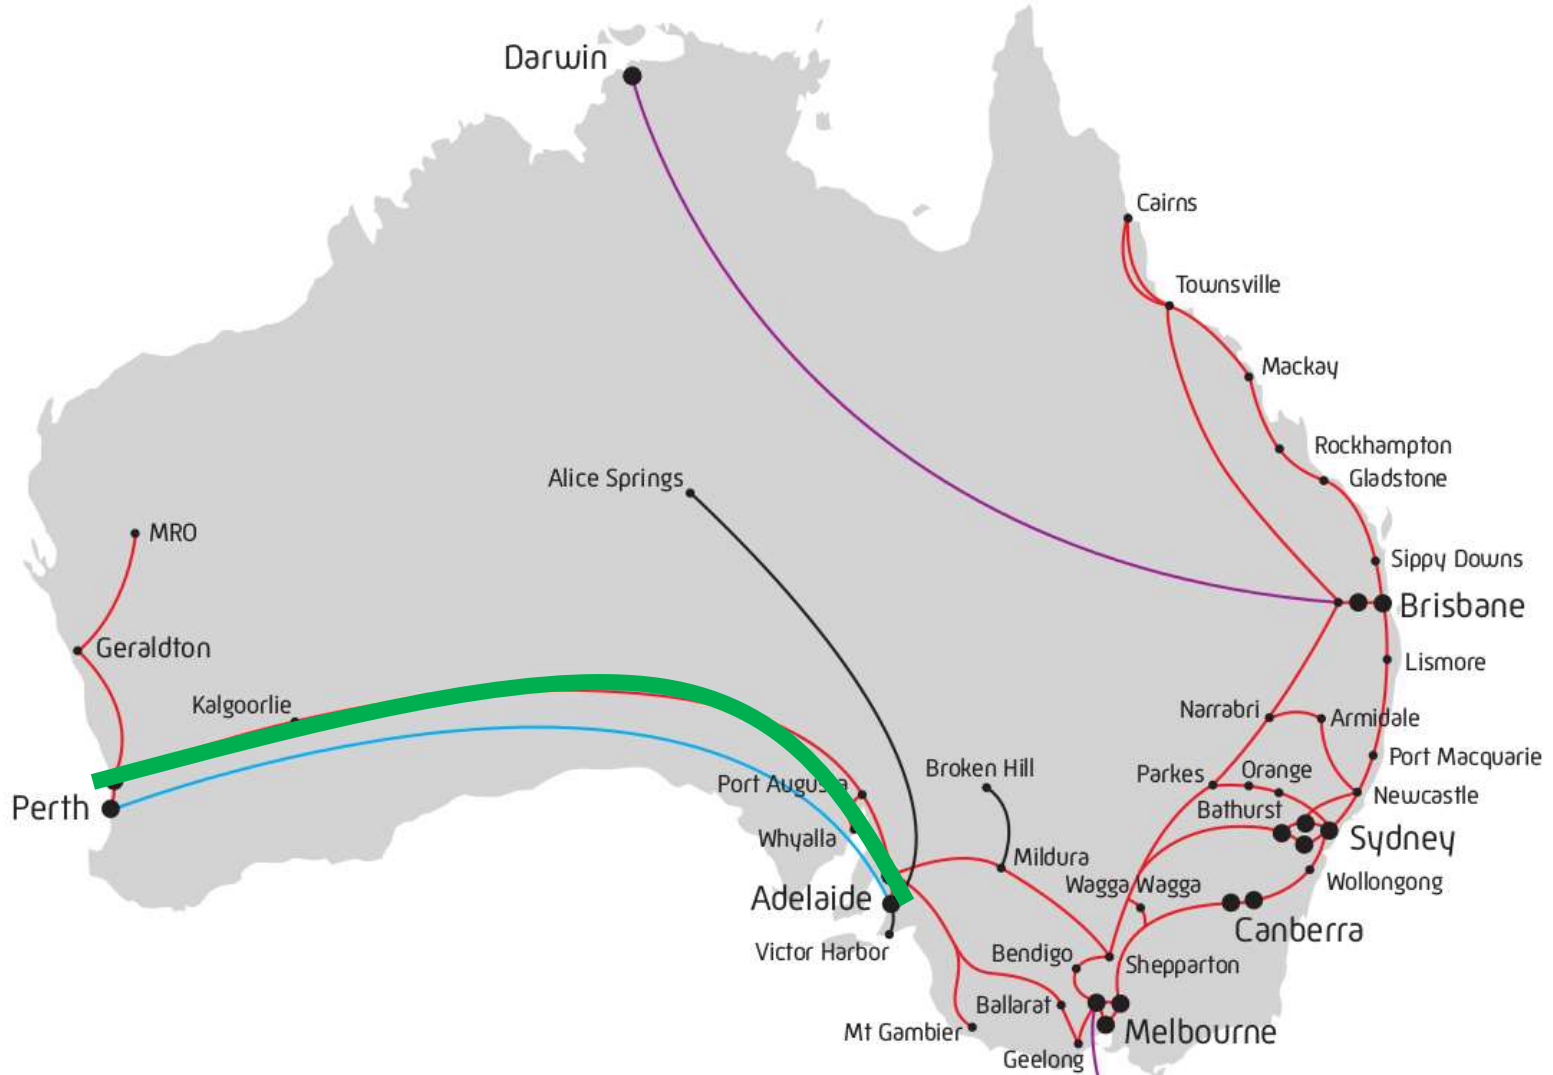 Darwin
Cairns
Townsville
Mackay
Rockhampton
Gladstone
Alice Springs
MRO
Sippy Downs
Brisbane
Geraldton
Lismore
Kalgoorlie
Narrabri
Armidale
Port Macquarie
Broken Hill
Parkes
Orange
Port Augusta
Newcastle
Perth
Bathurst
Whyalla
Sydney
Mildura
Wagga Wagga
Wollongong
Adelaide
Canberra
Victor Harbor
Bendigo
Shepparton
Ballarat
Mt Gambier
Melbourne
Geelong